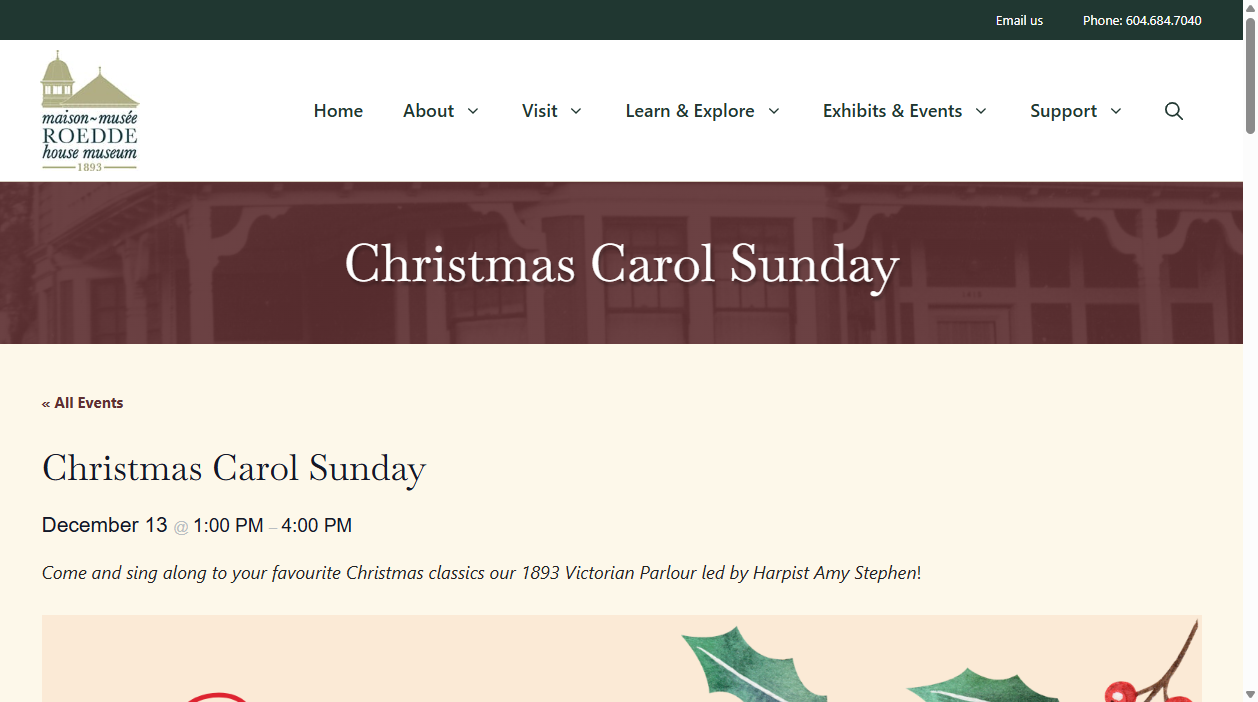 Email us Phone: 604.684.7040
maison~musée
ROEDDE
house museum
1893
Home About Visit Learn & Explore Exhibits & Events Support
Christmas Carol Sunday
« All Events
Christmas Carol Sunday
December 13 @ 1:00 PM – 4:00 PM
Come and sing along to your favourite Christmas classics our 1893 Victorian Parlour led by Harpist Amy Stephen!